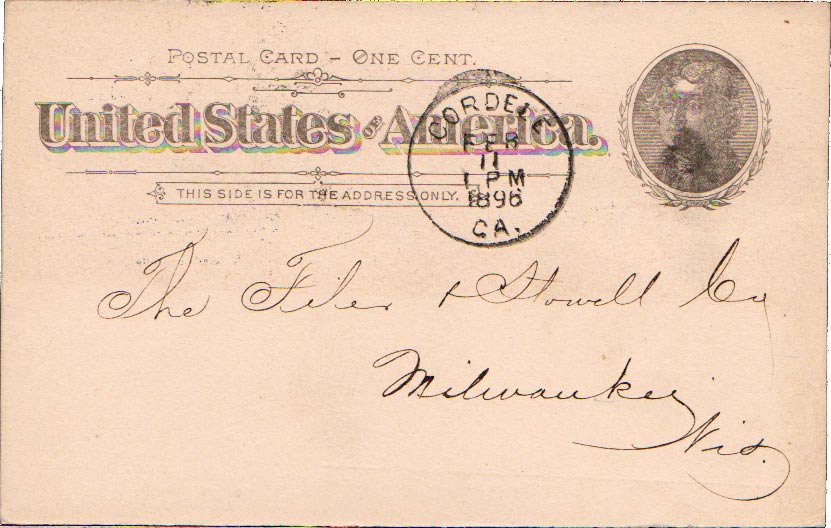 POSTAL CARD - ONE CENT.
United States OF America.
THIS SIDE IS FOR THE ADDRESS ONLY.
CORDELE
FEB
11
1 PM
1896
GA.
The Filer & Stowell Co
Milwaukee
Wis.